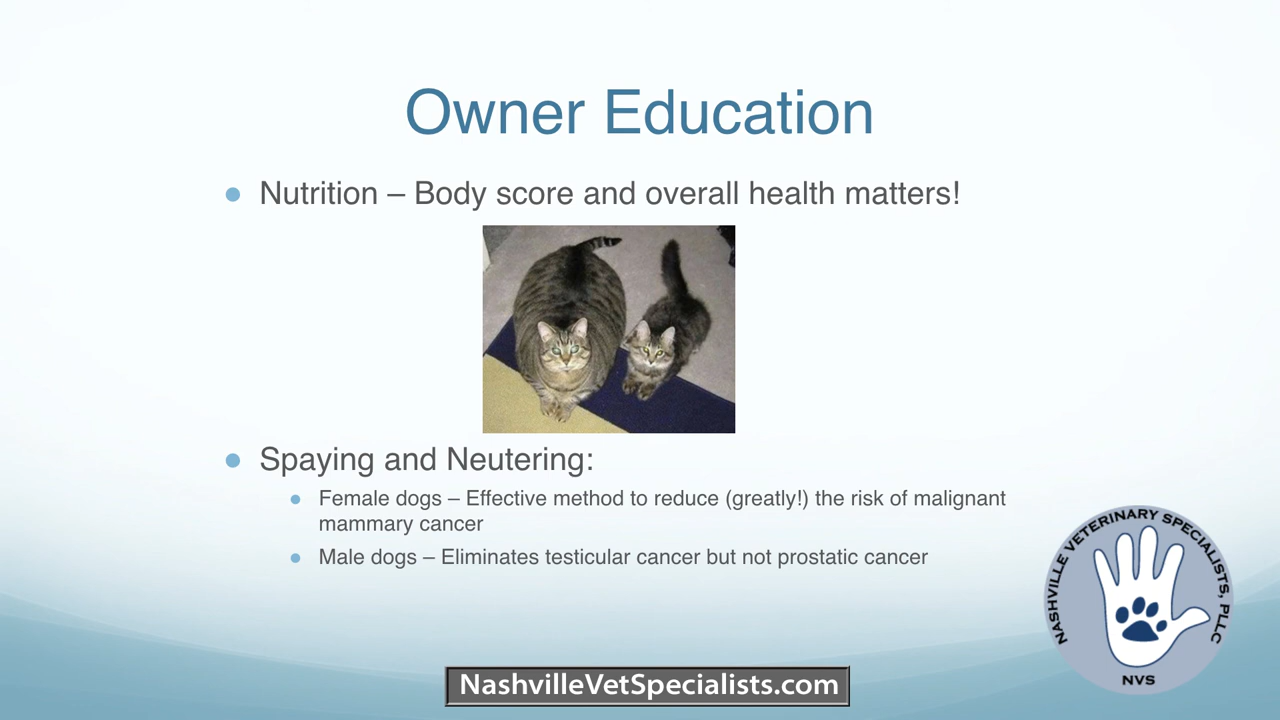 Owner Education
Nutrition – Body score and overall health matters!
Spaying and Neutering:
Female dogs – Effective method to reduce (greatly!) the risk of malignant
mammary cancer
Male dogs – Eliminates testicular cancer but not prostatic cancer
NASHVILLE VETERINARY SPECIALISTS, PLLC
NVS
NashvilleVetSpecialists.com